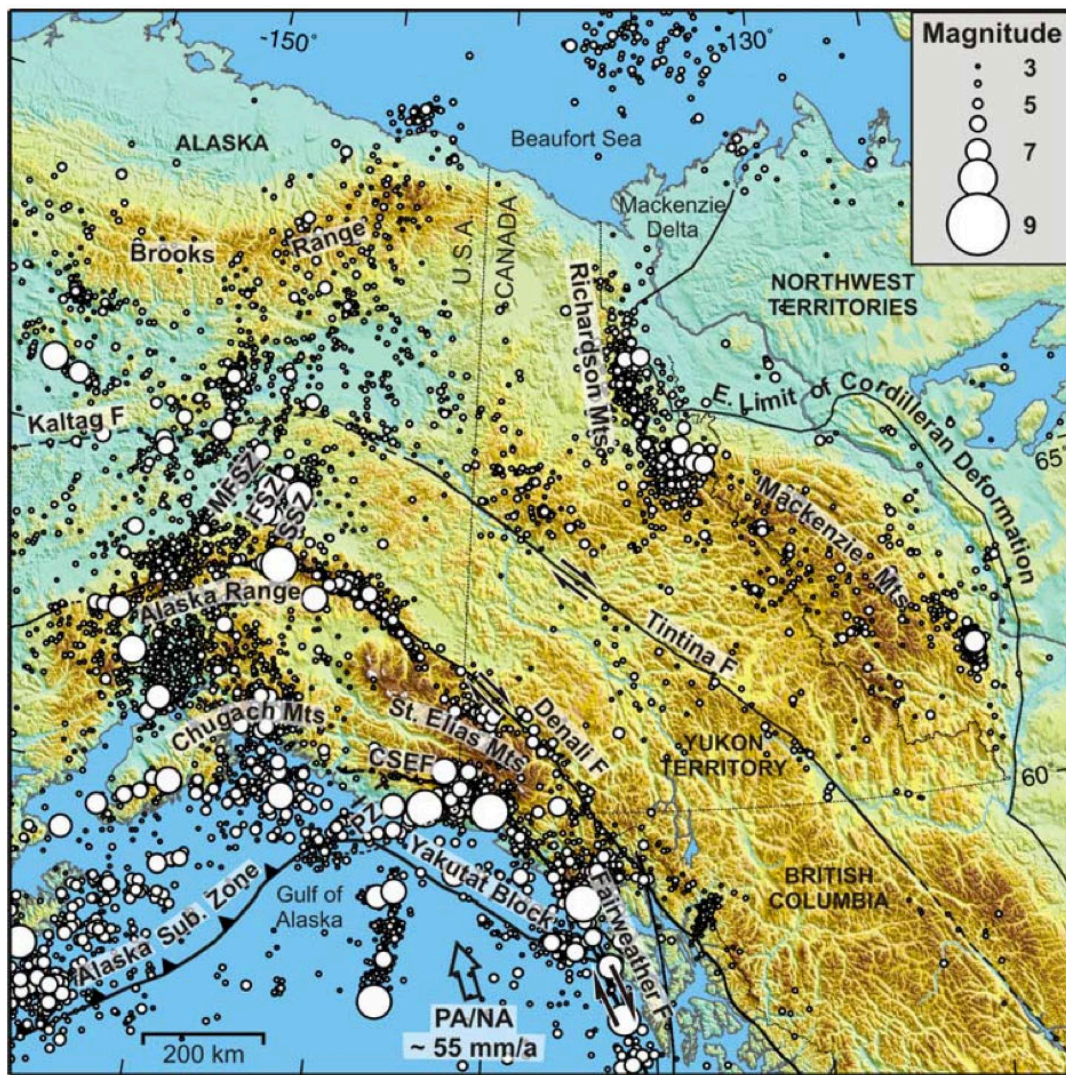 -150°
-130°
Magnitude
3
5
7
9
ALASKA
Beaufort Sea
Mackenzie
Delta
U.S.A
CANADA
Brooks
Range
Richardson Mts
NORTHWEST
TERRITORIES
Kaltag F
E. Limit of Cordilleran Deformation
65°
MFSZ
FSZ
SSZ
Mackenzie Mts
Alaska Range
Tintina F
Chugach Mts
St. Elias Mts
Denali F
CSEF
YUKON
TERRITORY
60°
PZ
Yakutat Block
Fairweather F
BRITISH
COLUMBIA
Alaska Sub. Zone
Gulf of
Alaska
PA/NA
~ 55 mm/a
200 km